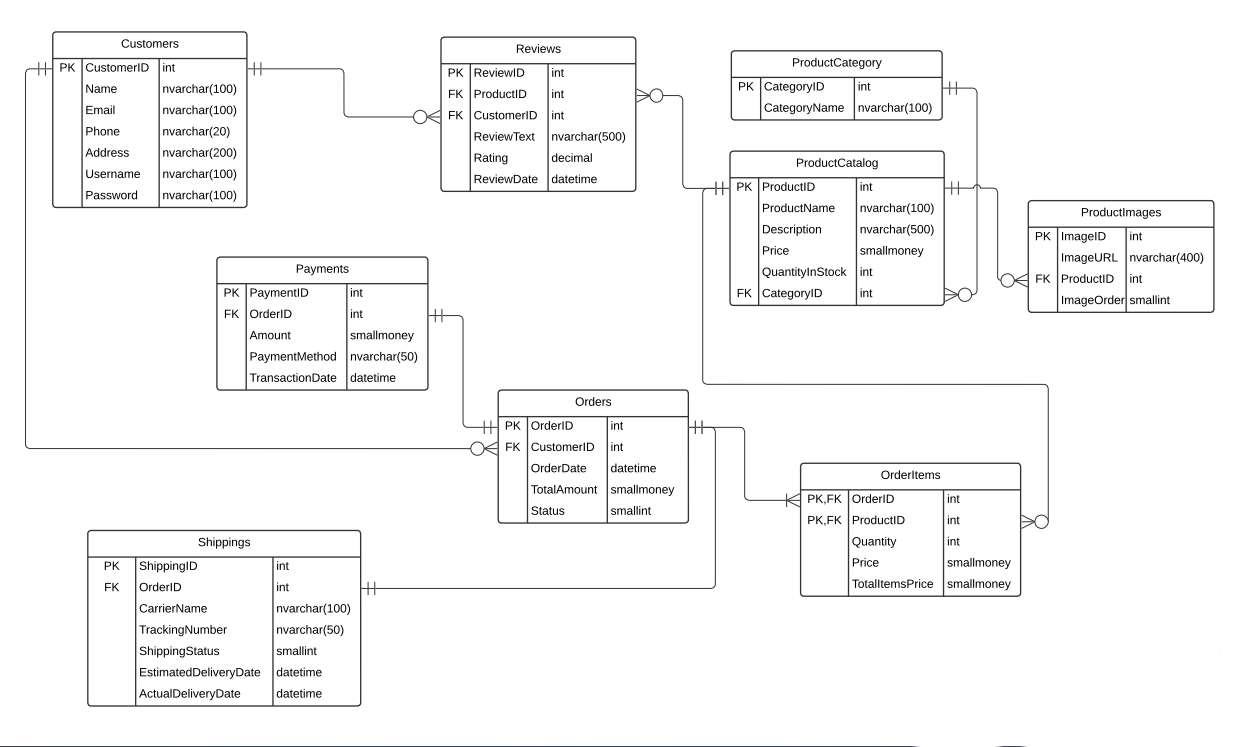 Customers
PK CustomerID int
Name nvarchar(100)
Email nvarchar(100)
Phone nvarchar(20)
Address nvarchar(200)
Username nvarchar(100)
Password nvarchar(100)
Reviews
PK ReviewID int
FK ProductID int
FK CustomerID int
ReviewText nvarchar(500)
Rating decimal
ReviewDate datetime
ProductCategory
PK CategoryID int
CategoryName nvarchar(100)
ProductCatalog
PK ProductID int
ProductName nvarchar(100)
Description nvarchar(500)
Price smallmoney
QuantityInStock int
FK CategoryID int
ProductImages
PK ImageID int
ImageURL nvarchar(400)
FK ProductID int
ImageOrder smallint
Payments
PK PaymentID int
FK OrderID int
Amount smallmoney
PaymentMethod nvarchar(50)
TransactionDate datetime
Orders
PK OrderID int
FK CustomerID int
OrderDate datetime
TotalAmount smallmoney
Status smallint
OrderItems
PK,FK OrderID int
PK,FK ProductID int
Quantity int
Price smallmoney
TotalItemsPrice smallmoney
Shippings
PK ShippingID int
FK OrderID int
CarrierName nvarchar(100)
TrackingNumber nvarchar(50)
ShippingStatus smallint
EstimatedDeliveryDate datetime
ActualDeliveryDate datetime